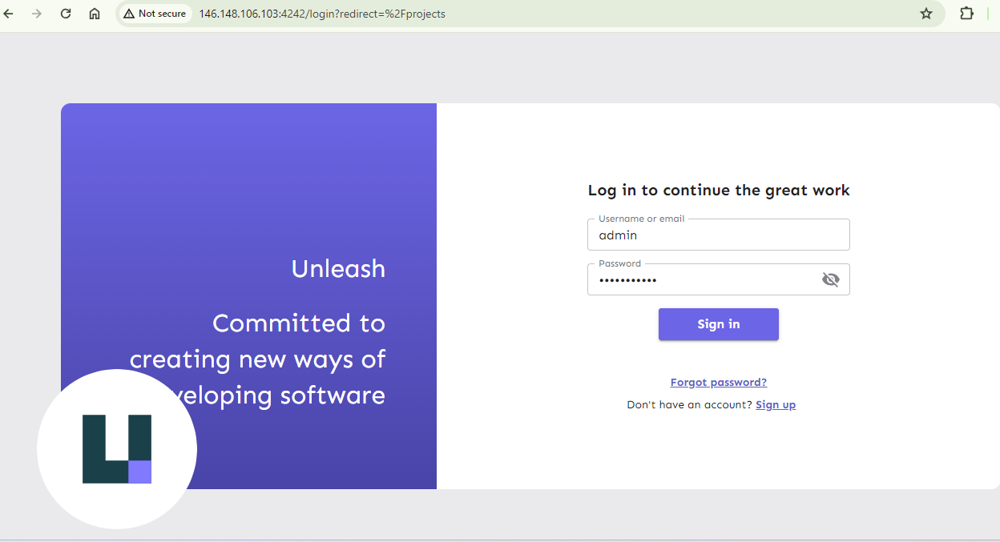 Not secure 146.148.106.103:4242/login?redirect=%2Fprojects
Unleash
Committed to
creating new ways of
veloping software
Log in to continue the great work
Username or email
admin
Password
•••••••••••
Sign in
Forgot password?
Don't have an account? Sign up